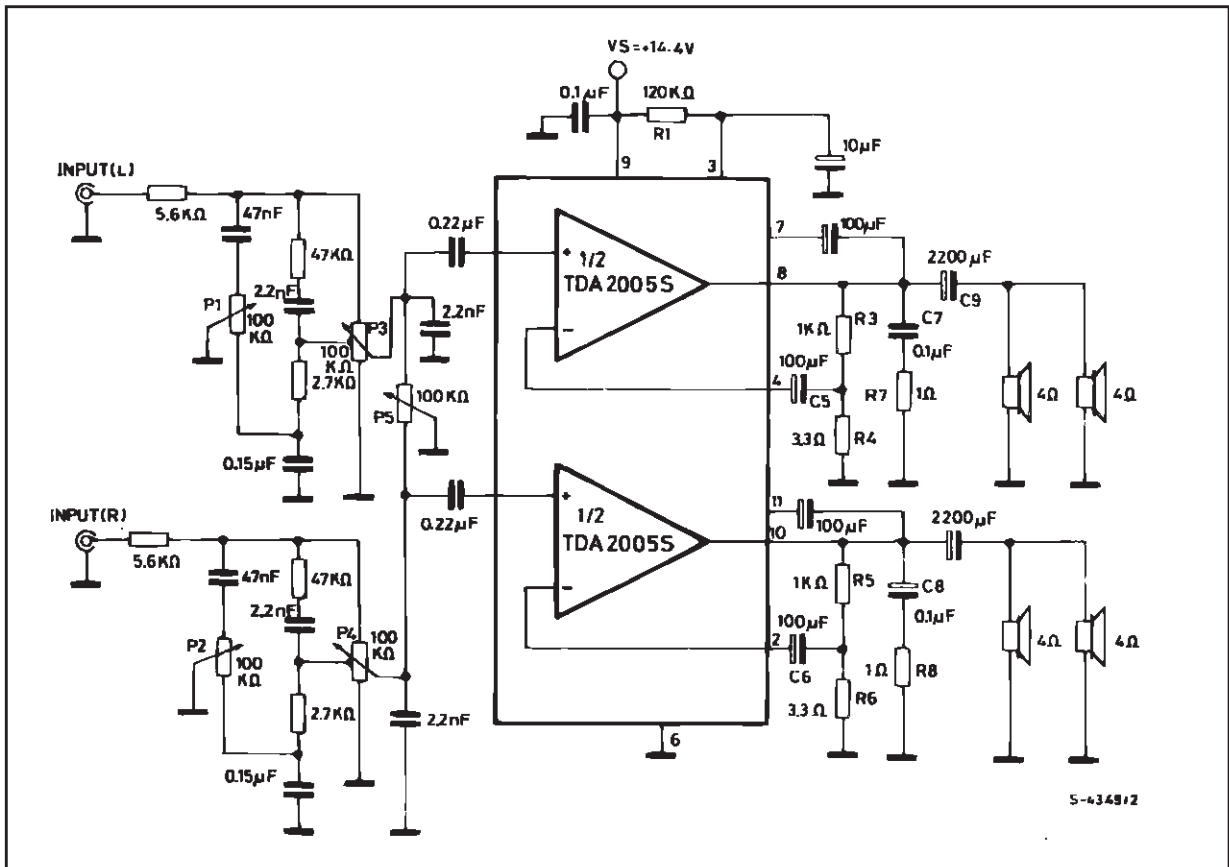 VS=+14.4V
0.1µF
120KΩ
R1
10µF
9
3
INPUT(L)
5.6KΩ
47nF
47KΩ
2.2nF
P1
100
KΩ
2.7KΩ
0.15µF
P3
100
KΩ
0.22µF
2.2nF
100KΩ
P5
+
1/2
TDA2005S
−
7
100µF
8
2200µF
C9
R3
1KΩ
C7
0.1µF
100µF
4
C5
R7
1Ω
3.3Ω
R4
4Ω
4Ω
INPUT(R)
5.6KΩ
47nF
47KΩ
2.2nF
P2
100
KΩ
P4
100
KΩ
2.7KΩ
0.15µF
0.22µF
2.2nF
+
1/2
TDA2005S
−
11
100µF
10
2200µF
1KΩ
R5
C8
0.1µF
100µF
2
C6
1Ω
R8
3.3Ω
R6
4Ω
4Ω
6
S-4349/2